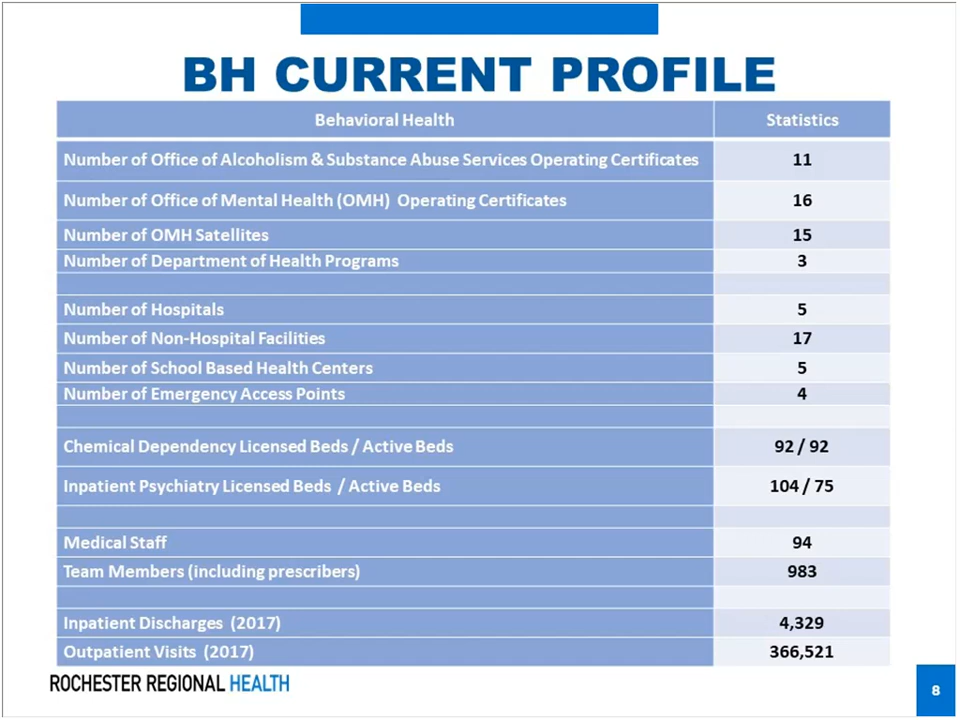 BH CURRENT PROFILE
Behavioral Health Statistics
Number of Office of Alcoholism & Substance Abuse Services Operating Certificates 11
Number of Office of Mental Health (OMH) Operating Certificates 16
Number of OMH Satellites 15
Number of Department of Health Programs 3
Number of Hospitals 5
Number of Non-Hospital Facilities 17
Number of School Based Health Centers 5
Number of Emergency Access Points 4
Chemical Dependency Licensed Beds / Active Beds 92 / 92
Inpatient Psychiatry Licensed Beds / Active Beds 104 / 75
Medical Staff 94
Team Members (including prescribers) 983
Inpatient Discharges (2017) 4,329
Outpatient Visits (2017) 366,521
ROCHESTER REGIONAL HEALTH
8